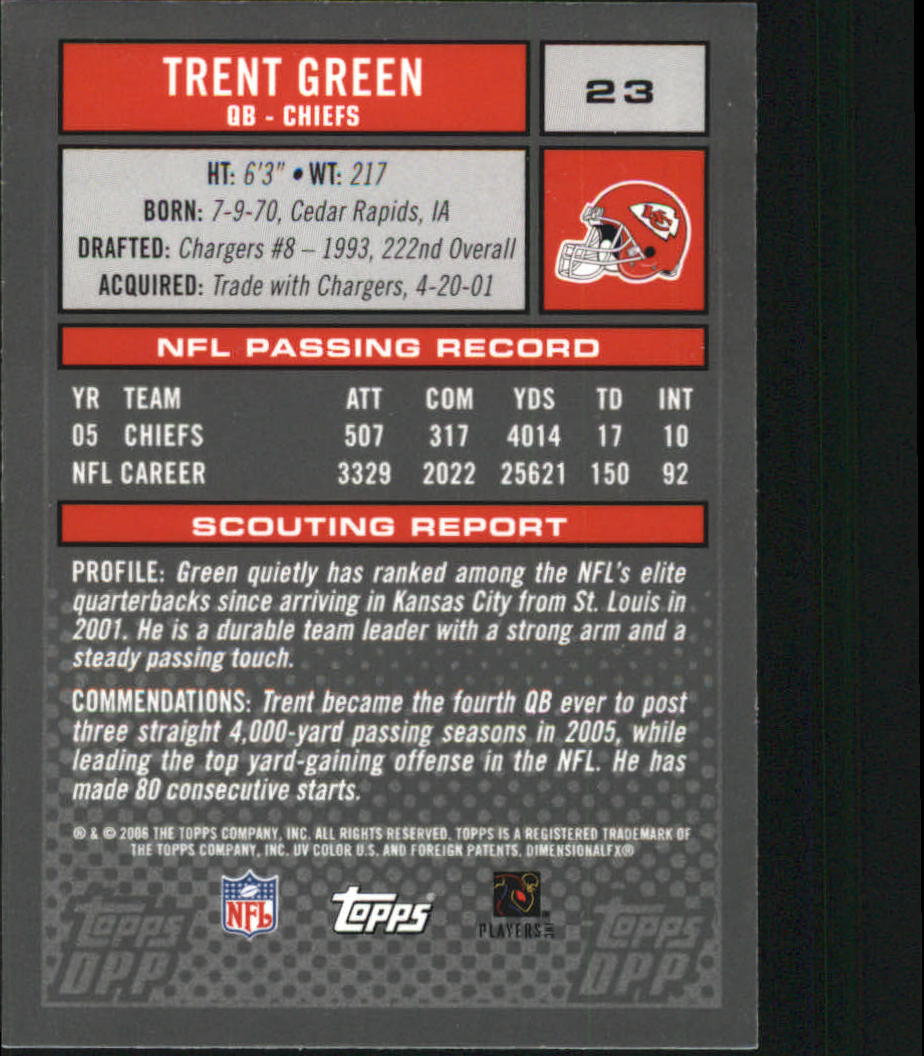 TRENT GREEN
QB - CHIEFS
23
HT: 6'3" • WT: 217
BORN: 7-9-70, Cedar Rapids, IA
DRAFTED: Chargers #8 – 1993, 222nd Overall
ACQUIRED: Trade with Chargers, 4-20-01
KC
NFL PASSING RECORD
YR TEAM ATT COM YDS TD INT
05 CHIEFS 507 317 4014 17 10
NFL CAREER 3329 2022 25621 150 92
SCOUTING REPORT
PROFILE: Green quietly has ranked among the NFL's elite
quarterbacks since arriving in Kansas City from St. Louis in
2001. He is a durable team leader with a strong arm and a
steady passing touch.
COMMENDATIONS: Trent became the fourth QB ever to post
three straight 4,000-yard passing seasons in 2005, while
leading the top yard-gaining offense in the NFL. He has
made 80 consecutive starts.
® & © 2006 THE TOPPS COMPANY, INC. ALL RIGHTS RESERVED. TOPPS IS A REGISTERED TRADEMARK OF
THE TOPPS COMPANY, INC. UV COLOR U.S. AND FOREIGN PATENTS. DIMENSIONALFX®
NFL
Topps
PLAYERS INC
Topps
DPP
Topps
DPP